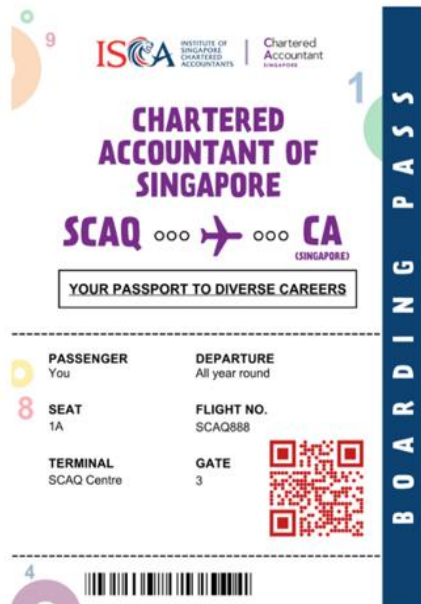 9
ISCA
INSTITUTE OF
SINGAPORE
CHARTERED
ACCOUNTANTS
Chartered
Accountant
SINGAPORE
1
CHARTERED
ACCOUNTANT OF
SINGAPORE
SCAQ CA
(SINGAPORE)
YOUR PASSPORT TO DIVERSE CAREERS
PASSENGER DEPARTURE
You All year round
8
SEAT FLIGHT NO.
1A SCAQ888
TERMINAL GATE
SCAQ Centre 3
4
BOARDING PASS